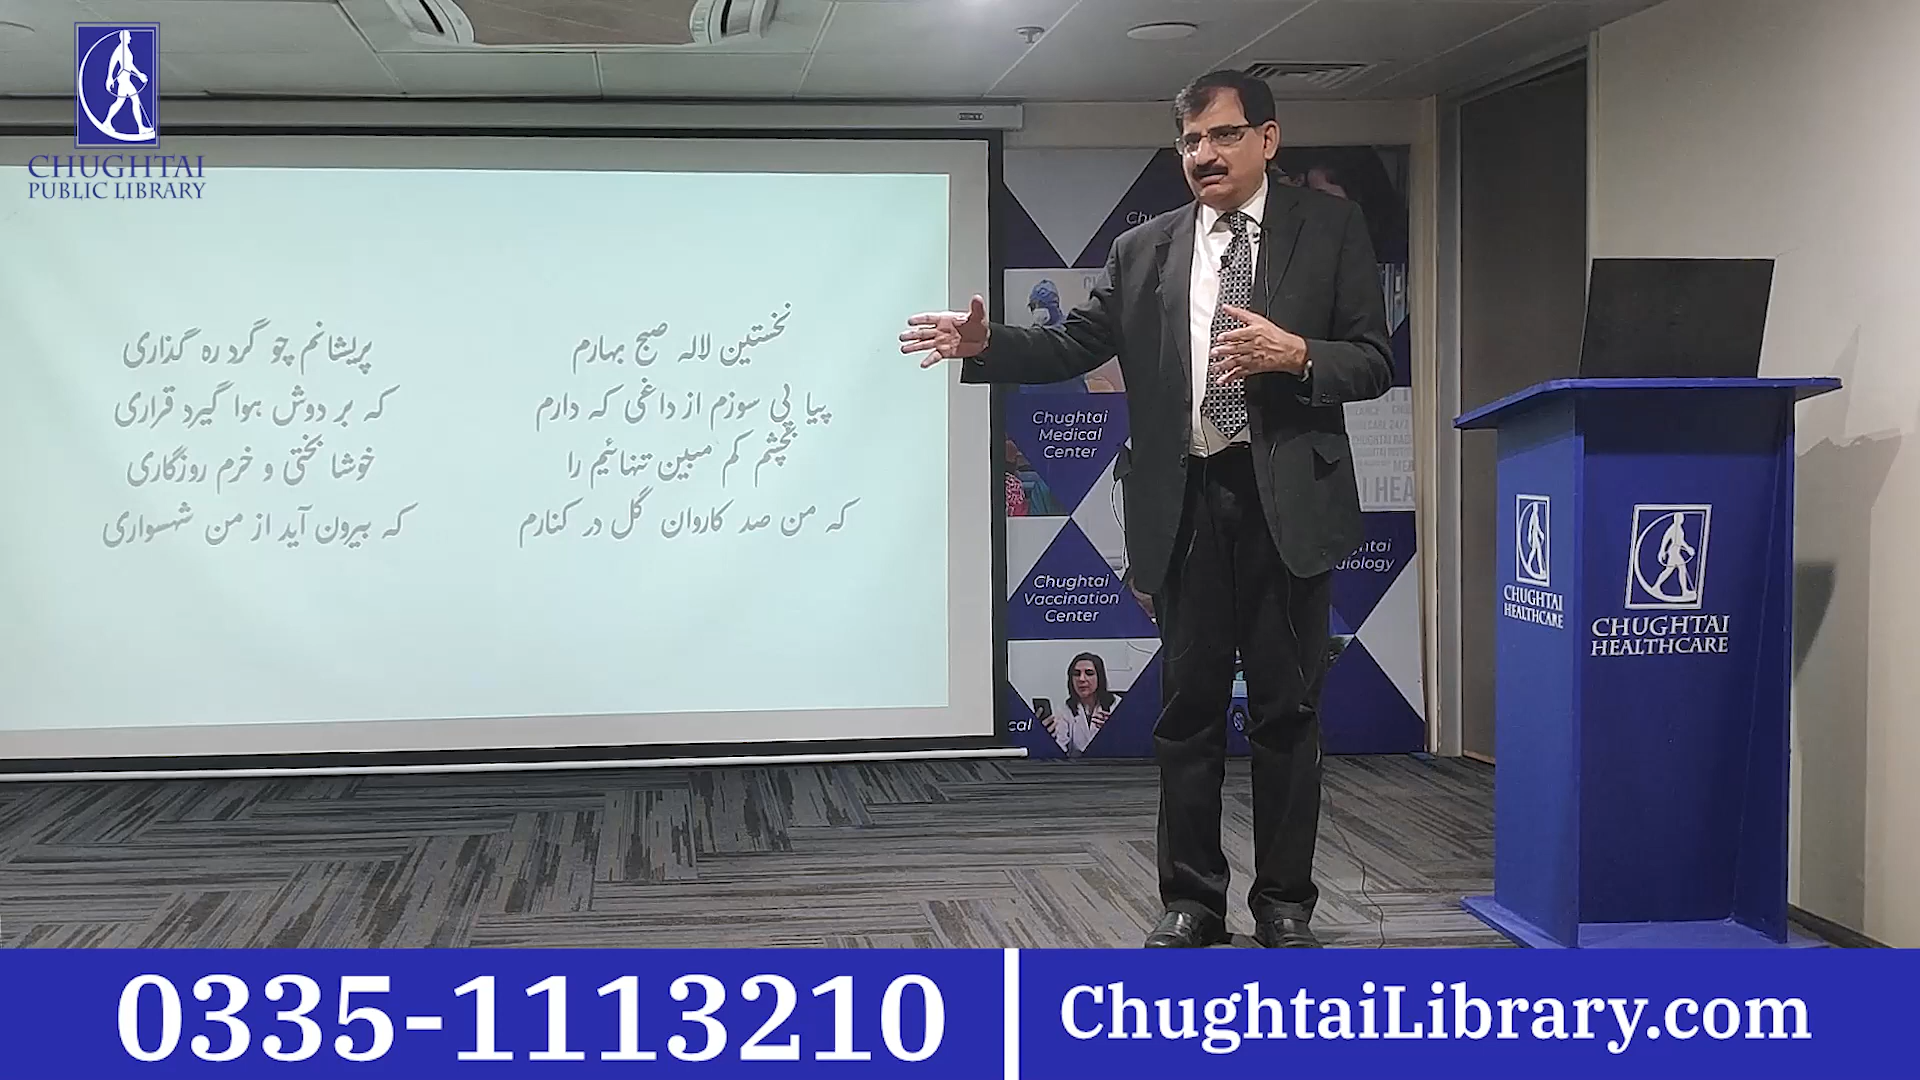 CHUGHTAI
PUBLIC LIBRARY
نخستین لالہ صبح بہارم
پیا پی سوزم از داغی کہ دارم
بچشم کم مبین تنہائیم را
کہ من صد کاروان گل در کنارم
پریشانم چو گرد رہ گذاری
کہ بر دوش ہوا گیرد قراری
خوشا بختی و خرم روزگاری
کہ بیرون آید از من شہسواری
Chughtai
Medical
Center
Chughtai
Vaccination
Center
CHUGHTAI
HEALTHCARE
CHUGHTAI
HEALTHCARE
0335-1113210
ChughtaiLibrary.com